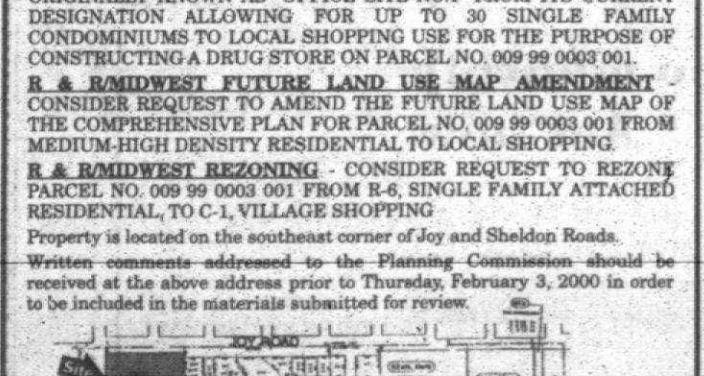 DESIGNATION ALLOWING FOR UP TO 30 SINGLE FAMILY
CONDOMINIUMS TO LOCAL SHOPPING USE FOR THE PURPOSE OF
CONSTRUCTING A DRUG STORE ON PARCEL NO. 009 99 0003 001.
R & R/MIDWEST FUTURE LAND USE MAP AMENDMENT -
CONSIDER REQUEST TO AMEND THE FUTURE LAND USE MAP OF
THE COMPREHENSIVE PLAN FOR PARCEL NO. 009 99 0003 001 FROM
MEDIUM-HIGH DENSITY RESIDENTIAL TO LOCAL SHOPPING.
R & R/MIDWEST REZONING - CONSIDER REQUEST TO REZONE
PARCEL NO. 009 99 0003 001 FROM R-6, SINGLE FAMILY ATTACHED
RESIDENTIAL, TO C-1, VILLAGE SHOPPING
Property is located on the southeast corner of Joy and Sheldon Roads.
Written comments addressed to the Planning Commission should be
received at the above address prior to Thursday, February 3, 2000 in order
to be included in the materials submitted for review.
JOY ROAD
Site